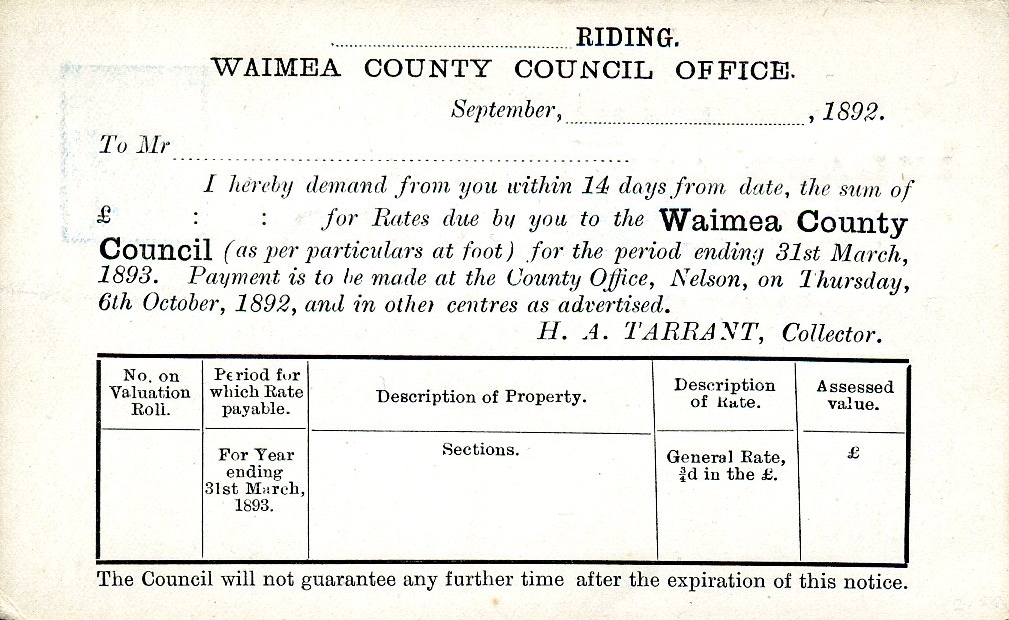 ........................................ RIDING.
WAIMEA COUNTY COUNCIL OFFICE.
September,........................................, 1892.
To Mr............................................................................
I hereby demand from you within 14 days from date, the sum of
£ : : for Rates due by you to the Waimea County
Council (as per particulars at foot) for the period ending 31st March,
1893. Payment is to be made at the County Office, Nelson, on Thursday,
6th October, 1892, and in other centres as advertised.
H. A. TARRANT, Collector.
No. on
Valuation
Roll.
Period for
which Rate
payable.
Description of Property.
Description
of Rate.
Assessed
value.
For Year
ending
31st March,
1893.
Sections.
General Rate,
¾d in the £.
£
The Council will not guarantee any further time after the expiration of this notice.